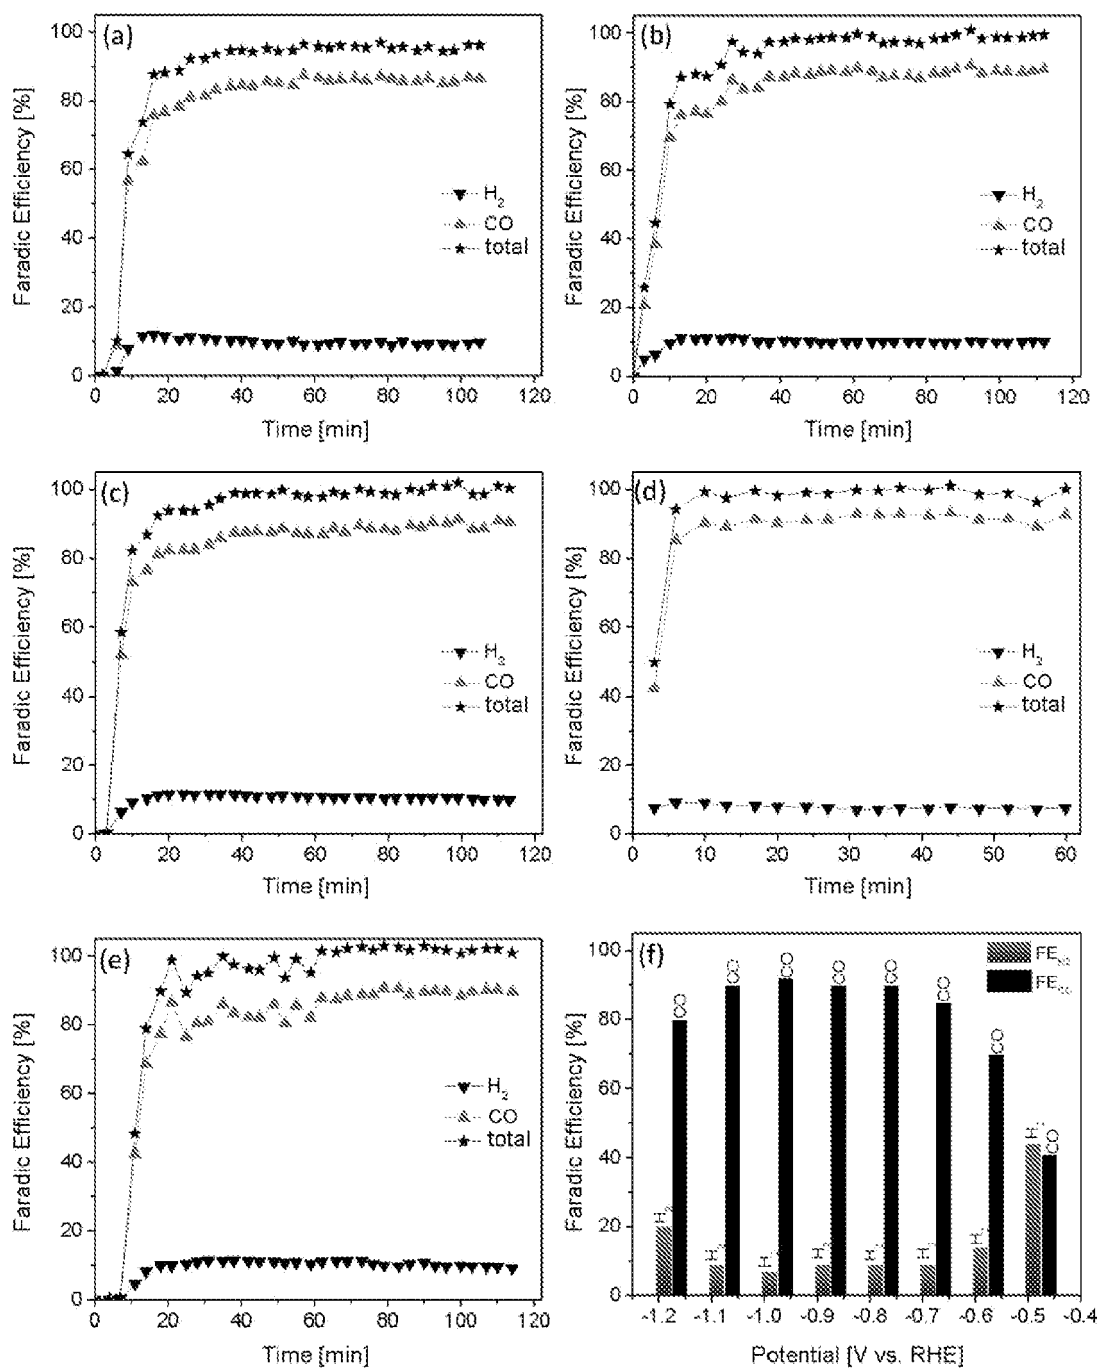 (a)
Faradic Efficiency [%]
100
80
60
40
20
0
H2
CO
total
0 20 40 60 80 100 120
Time [min]
(b)
Faradic Efficiency [%]
100
80
60
40
20
0
H2
CO
total
0 20 40 60 80 100 120
Time [min]
(c)
Faradic Efficiency [%]
100
80
60
40
20
0
H2
CO
total
0 20 40 60 80 100 120
Time [min]
(d)
Faradic Efficiency [%]
100
80
60
40
20
0
H2
CO
total
0 10 20 30 40 50 60
Time [min]
(e)
Faradic Efficiency [%]
100
80
60
40
20
0
H2
CO
total
0 20 40 60 80 100 120
Time [min]
(f)
Faradic Efficiency [%]
100
80
60
40
20
0
FE
FE
H2 CO
H2 CO
H2 CO
H2 CO
H2 CO
H2 CO
H2 CO
H2 CO
-1.2 -1.1 -1.0 -0.9 -0.8 -0.7 -0.6 -0.5 -0.4
Potential [V vs. RHE]